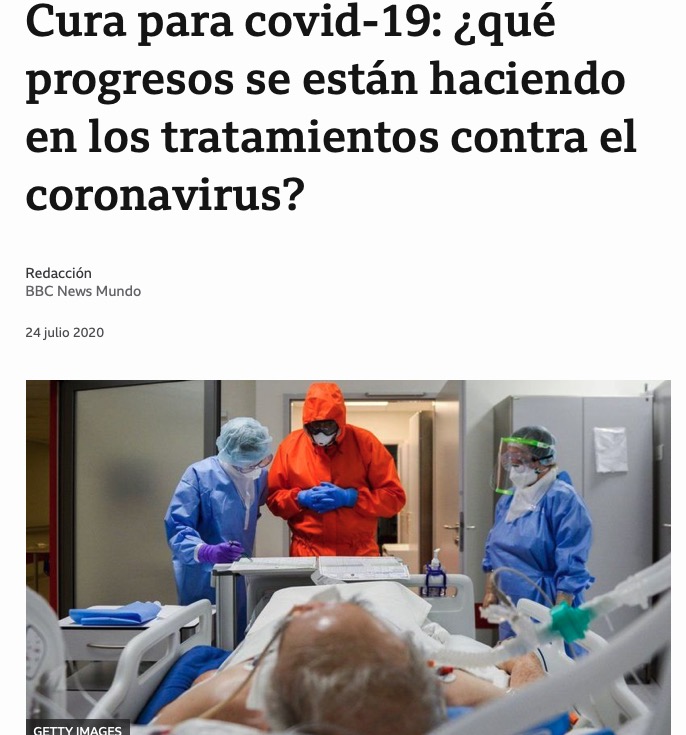 Cura para covid-19: ¿qué
progresos se están haciendo
en los tratamientos contra el
coronavirus?
Redacción
BBC News Mundo
24 julio 2020
GETTY IMAGES